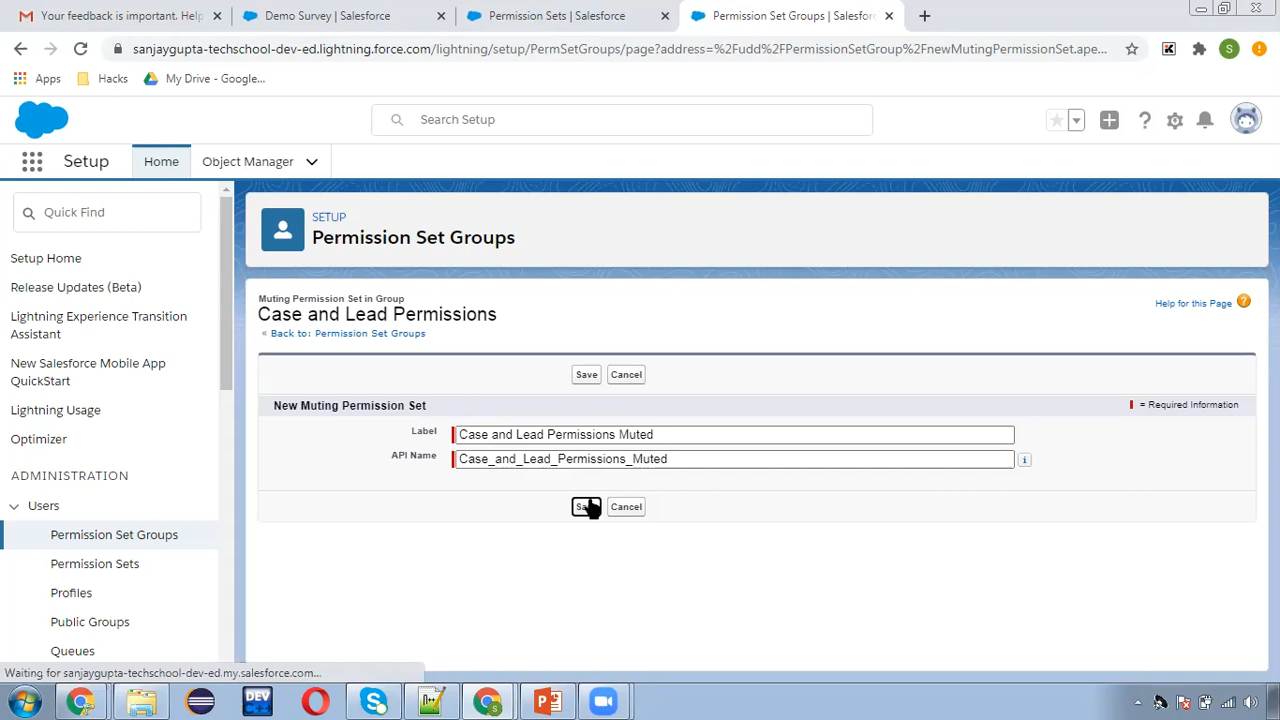 Your feedback is important. Help
Demo Survey | Salesforce
Permission Sets | Salesforce
Permission Set Groups | Salesfor
sanjaygupta-techschool-dev-ed.lightning.force.com/lightning/setup/PermSetGroups/page?address=%2Fudd%2FPermissionSetGroup%2FnewMutingPermissionSet.ape...
S
Apps
Hacks
My Drive - Google...
Search Setup
Setup
Home
Object Manager
Quick Find
Setup Home
Release Updates (Beta)
Lightning Experience Transition
Assistant
New Salesforce Mobile App
QuickStart
Lightning Usage
Optimizer
ADMINISTRATION
Users
Permission Set Groups
Permission Sets
Profiles
Public Groups
Queues
SETUP
Permission Set Groups
Muting Permission Set in Group
Case and Lead Permissions
« Back to: Permission Set Groups
Help for this Page ?
Save Cancel
New Muting Permission Set
= Required Information
Label Case and Lead Permissions Muted
API Name Case_and_Lead_Permissions_Muted i
Cancel
Waiting for sanjaygupta-techschool-dev-ed.my.salesforce.com...
DEV
C++